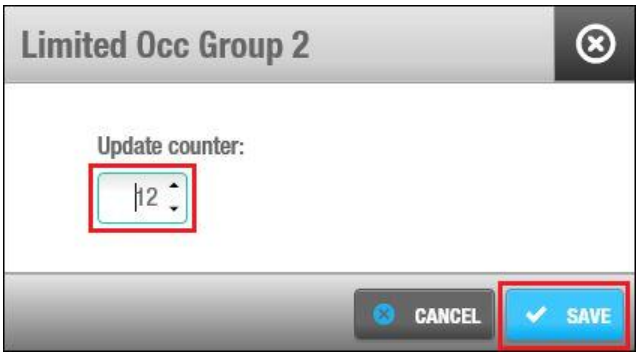 Limited Occ Group 2
Update counter:
12
CANCEL
SAVE